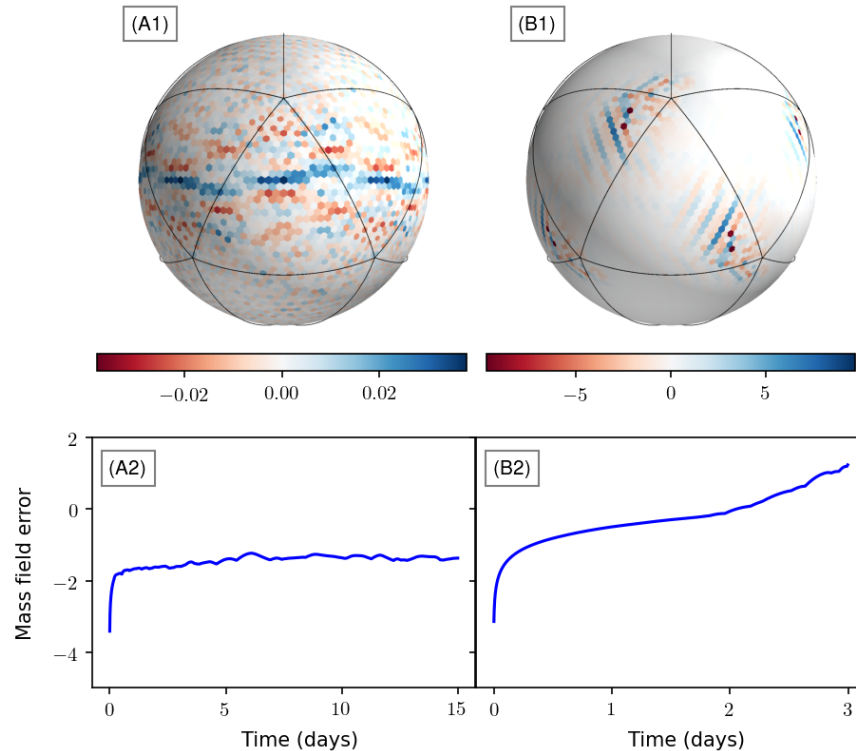 (A1)
(B1)
−0.02 0.00 0.02
−5 0 5
Mass field error
2
0
−2
−4
(A2)
(B2)
0 5 10 15
0 1 2 3
Time (days)
Time (days)